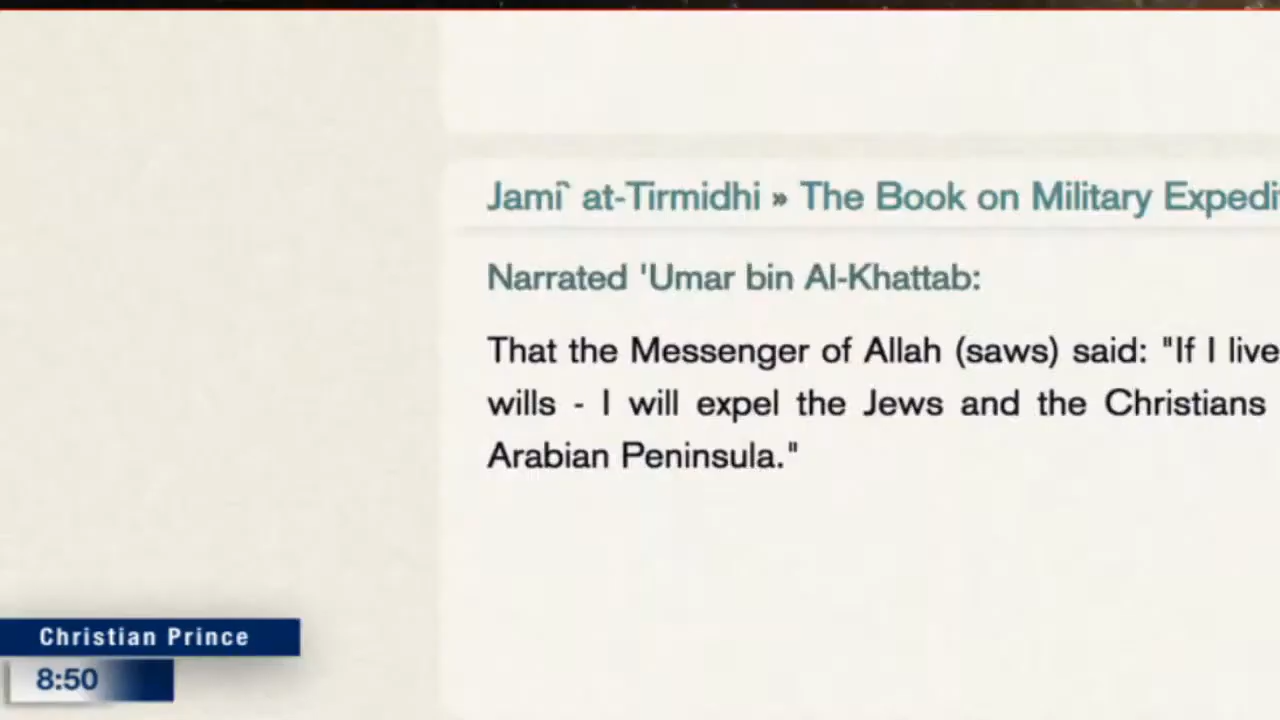 Jami` at-Tirmidhi » The Book on Military Expedi
Narrated 'Umar bin Al-Khattab:
That the Messenger of Allah (saws) said: "If I live
wills - I will expel the Jews and the Christians
Arabian Peninsula."
Christian Prince
8:50